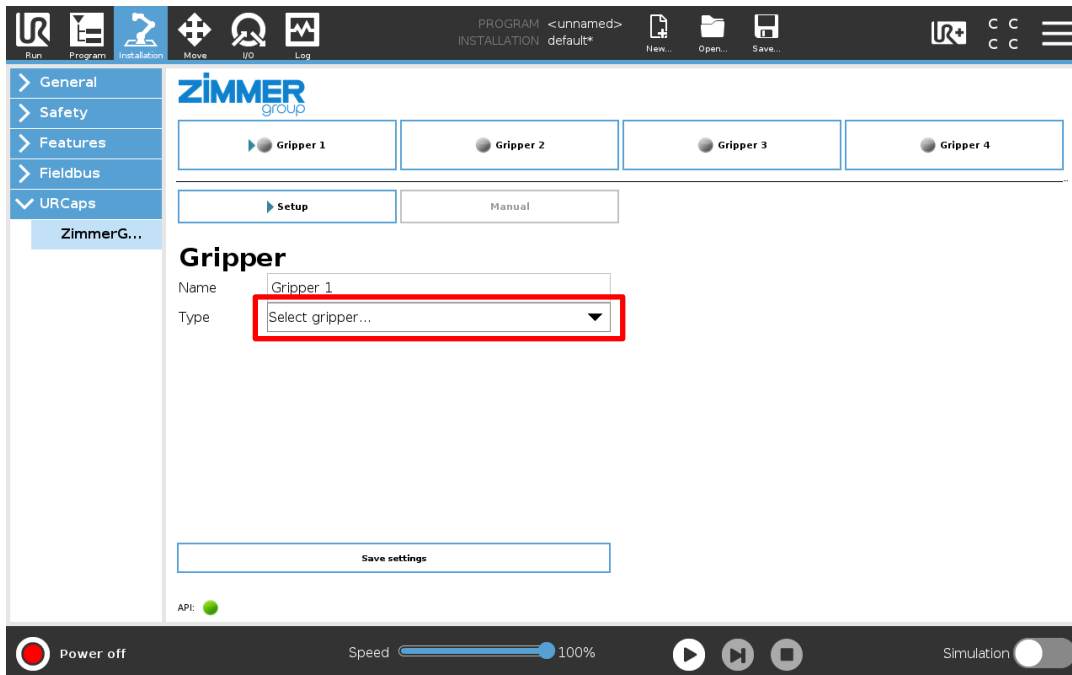 UR
PROGRAM <unnamed>
INSTALLATION default*
UR+
C C
C C
Run Program Installation Move I/O Log New... Open... Save...
General
Safety
Features
Fieldbus
URCaps
ZimmerG...
ZIMMER
group
Gripper 1 Gripper 2 Gripper 3 Gripper 4
Setup Manual
Gripper
Name Gripper 1
Type Select gripper...
Save settings
API:
Power off Speed 100% Simulation